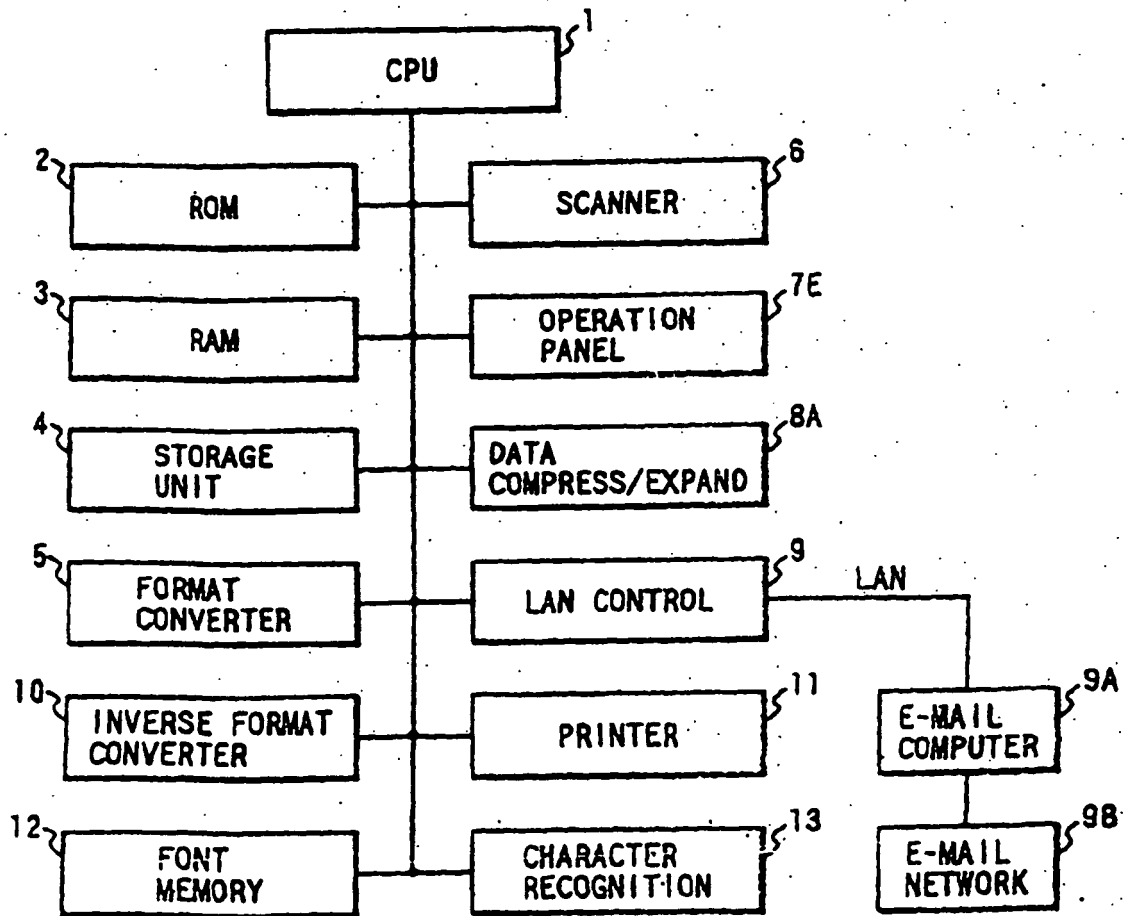 1
CPU
2
ROM
6
SCANNER
3
RAM
7E
OPERATION
PANEL
4
STORAGE
UNIT
8A
DATA
COMPRESS/EXPAND
5
FORMAT
CONVERTER
9
LAN CONTROL
LAN
10
INVERSE FORMAT
CONVERTER
11
PRINTER
9A
E-MAIL
COMPUTER
12
FONT
MEMORY
13
CHARACTER
RECOGNITION
9B
E-MAIL
NETWORK